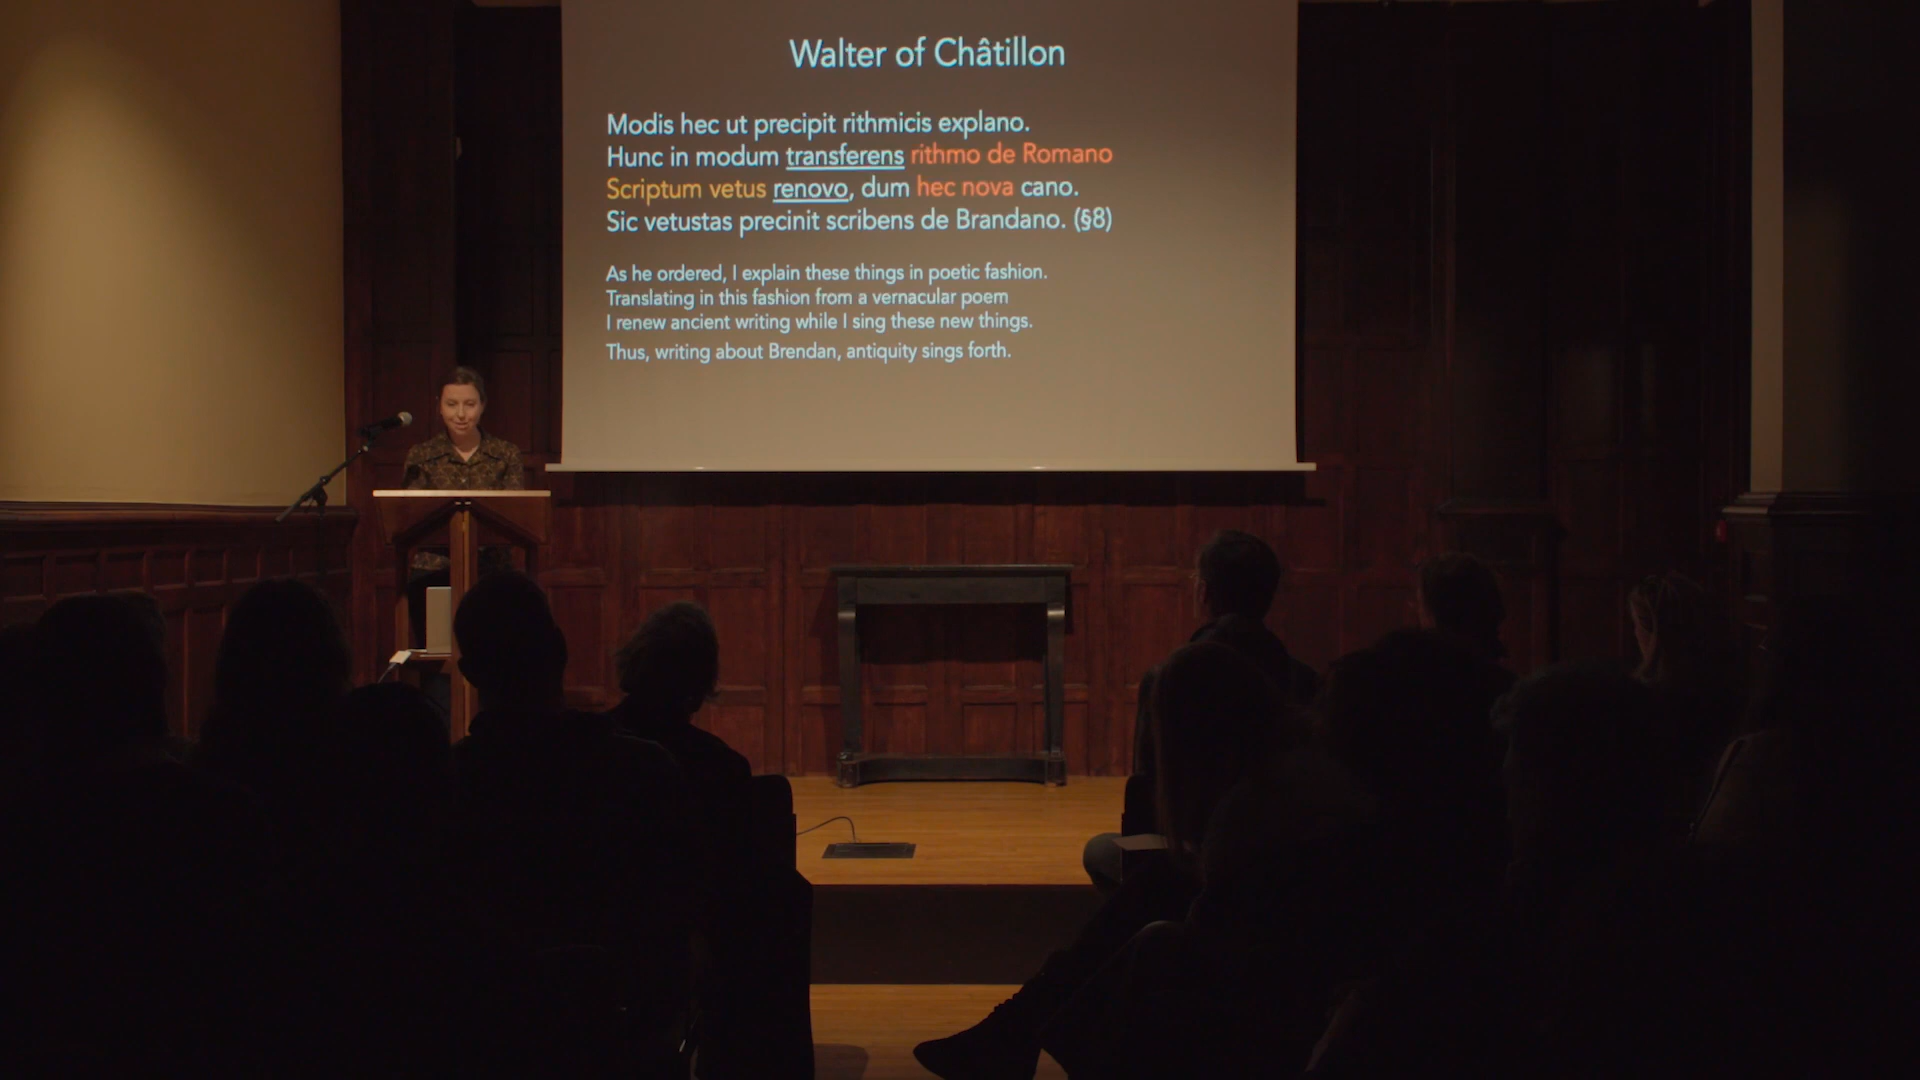 Walter of Châtillon
Modis hec ut precipit rithmicis explano.
Hunc in modum transferens rithmo de Romano
Scriptum vetus renovo, dum hec nova cano.
Sic vetustas precinit scribens de Brandano. (§8)
As he ordered, I explain these things in poetic fashion.
Translating in this fashion from a vernacular poem
I renew ancient writing while I sing these new things.
Thus, writing about Brendan, antiquity sings forth.